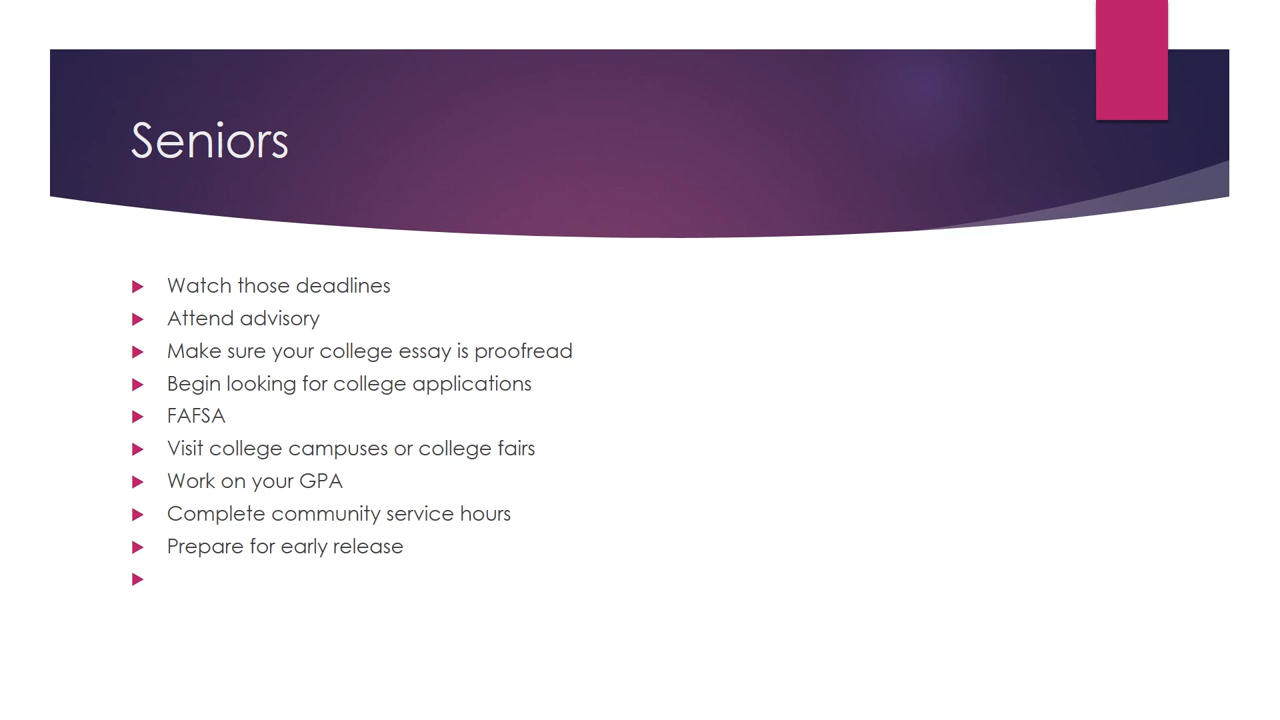 Seniors
Watch those deadlines
Attend advisory
Make sure your college essay is proofread
Begin looking for college applications
FAFSA
Visit college campuses or college fairs
Work on your GPA
Complete community service hours
Prepare for early release